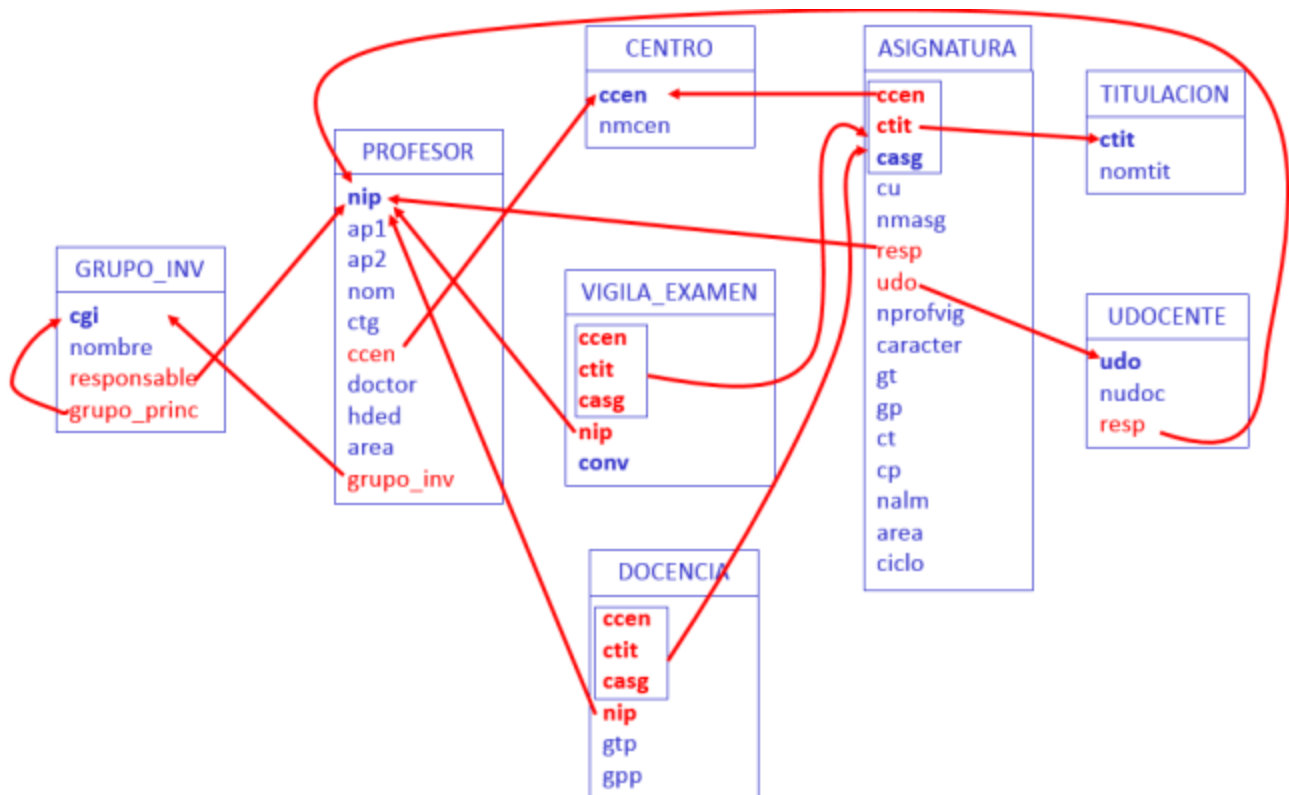 GRUPO_INV
cgi
nombre
responsable
grupo_princ
PROFESOR
nip
ap1
ap2
nom
ctg
ccen
doctor
hded
area
grupo_inv
CENTRO
ccen
nmcen
VIGILA_EXAMEN
ccen
ctit
casg
nip
conv
DOCENCIA
ccen
ctit
casg
nip
gtp
gpp
ASIGNATURA
ccen
ctit
casg
cu
nmasg
resp
udo
nprofvig
caracter
gt
gp
ct
cp
nalm
area
ciclo
TITULACION
ctit
nomtit
UDOCENTE
udo
nudoc
resp